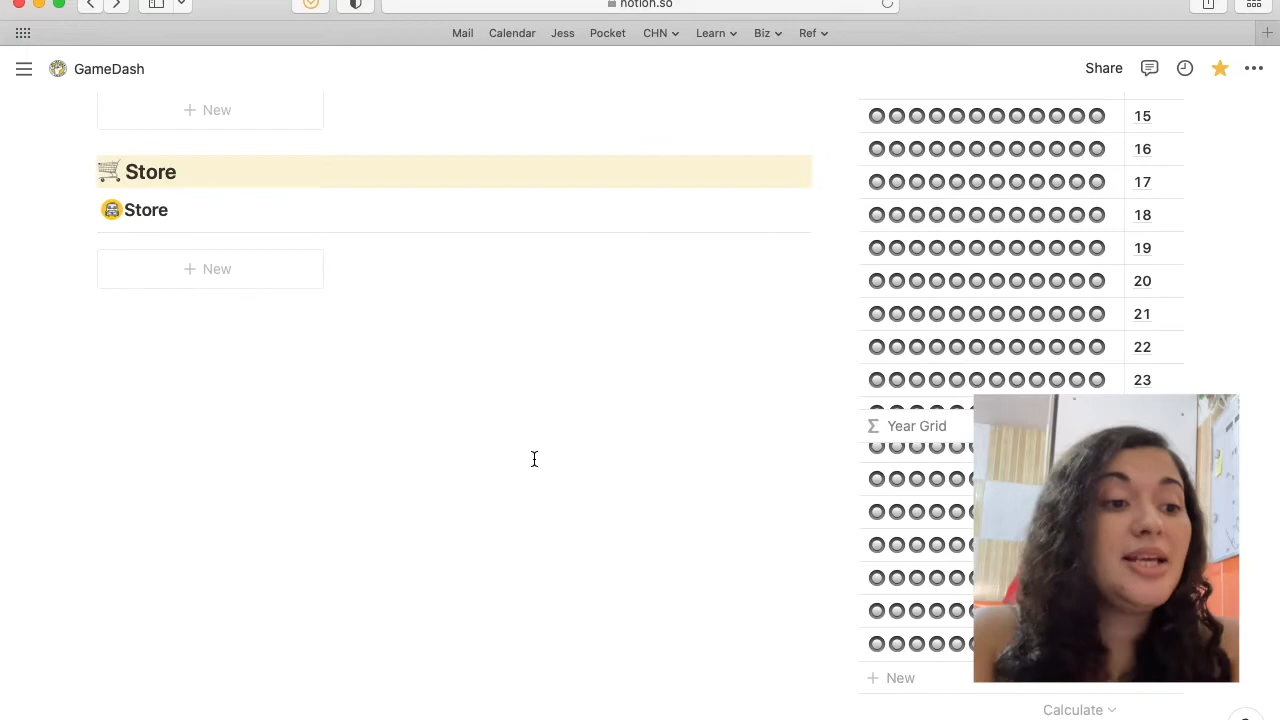 notion.so
Mail Calendar Jess Pocket CHN Learn Biz Ref
GameDash
Share
+ New
Store
Store
+ New
15
16
17
18
19
20
21
22
23
Σ Year Grid
+ New
Calculate